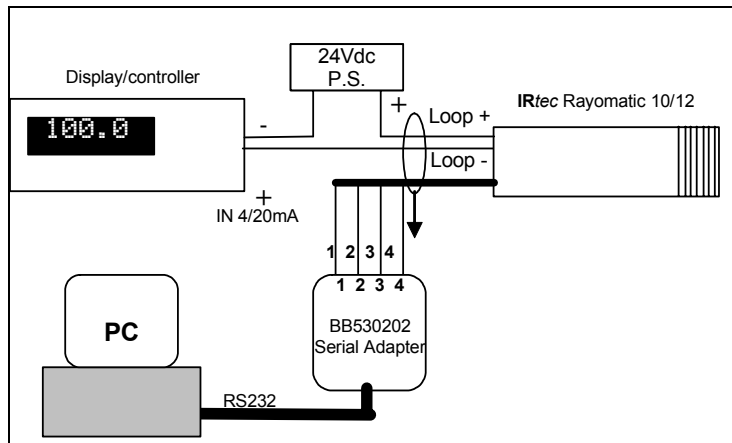 24Vdc
P.S.
Display/controller
IRtec Rayomatic 10/12
100.0
-
+
Loop +
Loop -
+
IN 4/20mA
1 2 3 4
1 2 3 4
BB530202
Serial Adapter
PC
RS232